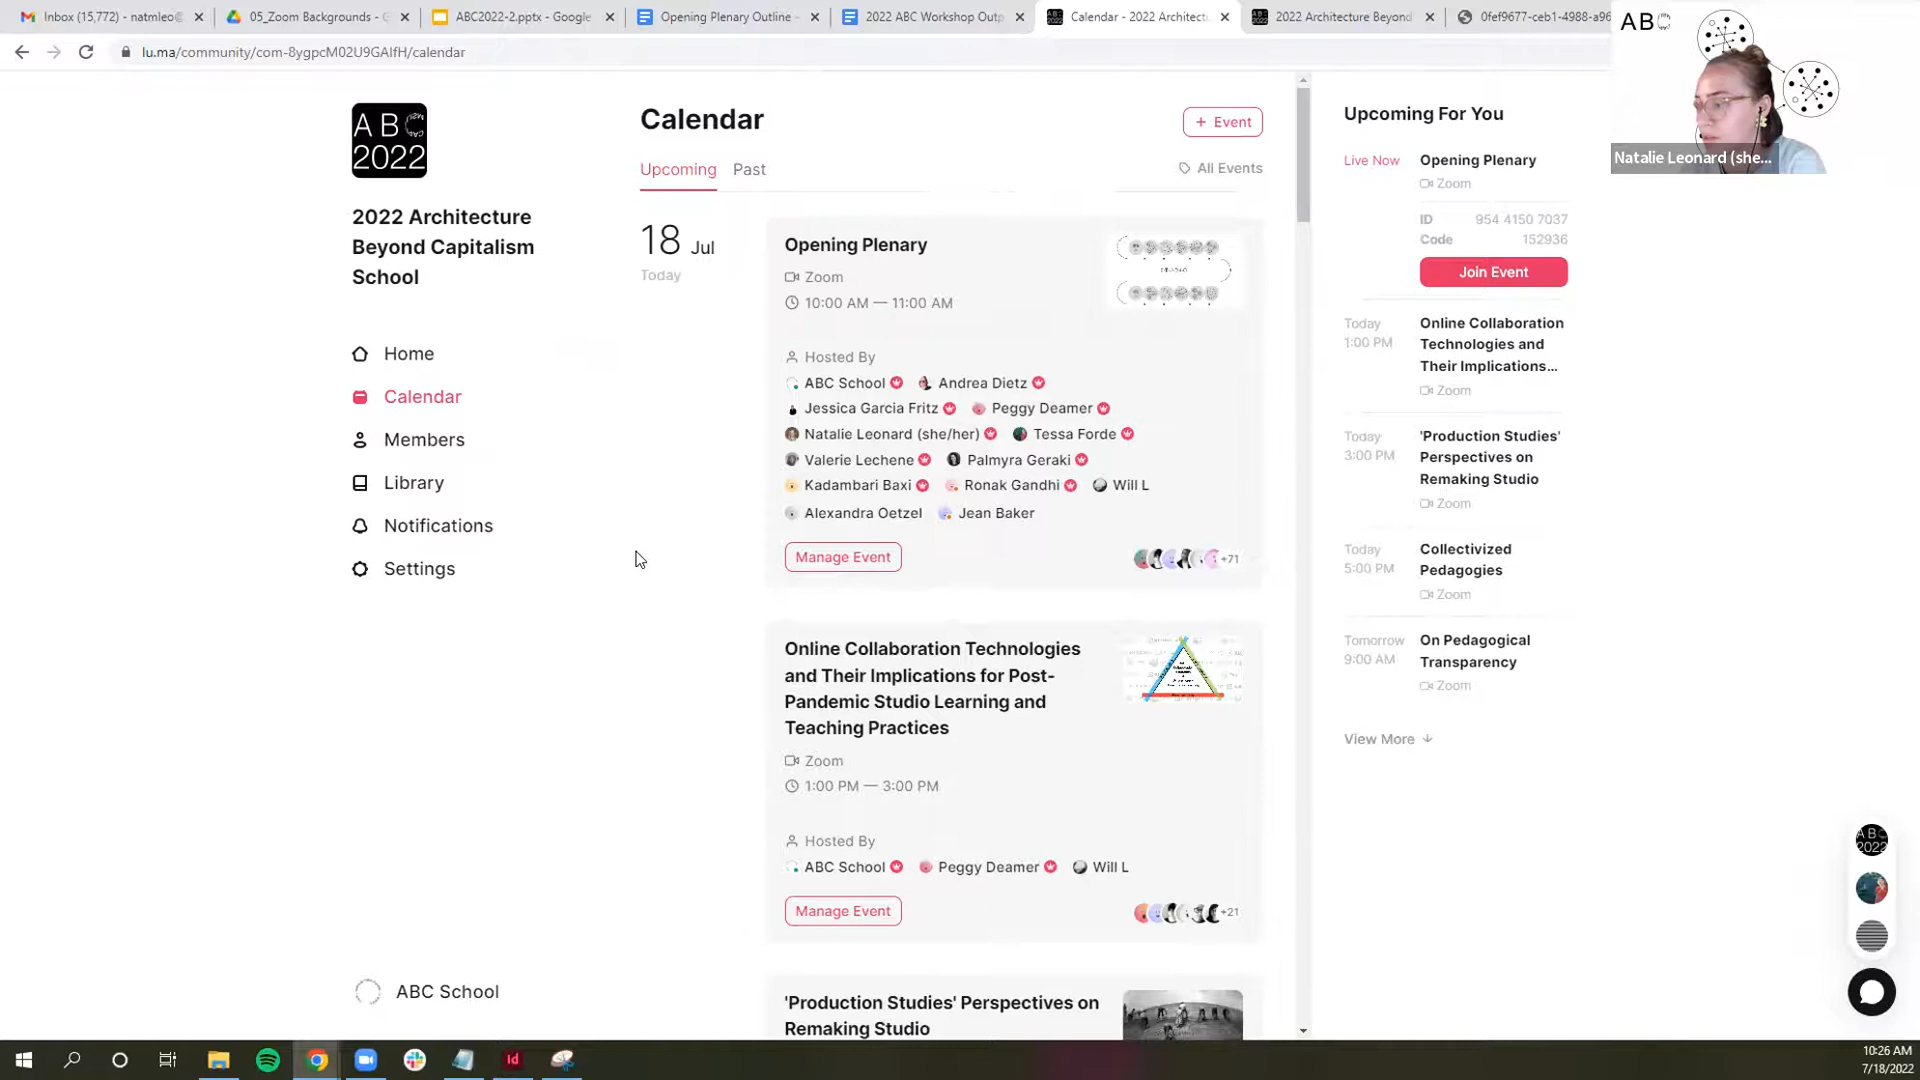 Inbox (15,772) - natmleo@
05_Zoom Backgrounds - G
ABC2022-2.pptx - Google
Opening Plenary Outline -
2022 ABC Workshop Outp
Calendar - 2022 Architectu
2022 Architecture Beyond
0fef9677-ceb1-4988-a96
lu.ma/community/com-8ygpcM02U9GAlfH/calendar
ABC
Natalie Leonard (she...
A B C
2022
2022 Architecture
Beyond Capitalism
School
Home
Calendar
Members
Library
Notifications
Settings
ABC School
Calendar
+ Event
Upcoming
Past
All Events
18 Jul
Today
Opening Plenary
Zoom
10:00 AM — 11:00 AM
Hosted By
ABC School Andrea Dietz
Jessica Garcia Fritz Peggy Deamer
Natalie Leonard (she/her) Tessa Forde
Valerie Lechene Palmyra Geraki
Kadambari Baxi Ronak Gandhi Will L
Alexandra Oetzel Jean Baker
Manage Event
+71
Online Collaboration Technologies
and Their Implications for Post-
Pandemic Studio Learning and
Teaching Practices
Zoom
1:00 PM — 3:00 PM
Hosted By
ABC School Peggy Deamer Will L
Manage Event
+21
'Production Studies' Perspectives on
Remaking Studio
Upcoming For You
Live Now
Opening Plenary
Zoom
ID 954 4150 7037
Code 152936
Join Event
Today
1:00 PM
Online Collaboration
Technologies and
Their Implications...
Zoom
Today
3:00 PM
'Production Studies'
Perspectives on
Remaking Studio
Zoom
Today
5:00 PM
Collectivized
Pedagogies
Zoom
Tomorrow
9:00 AM
On Pedagogical
Transparency
Zoom
View More
A B C
2022
Id
10:26 AM
7/18/2022